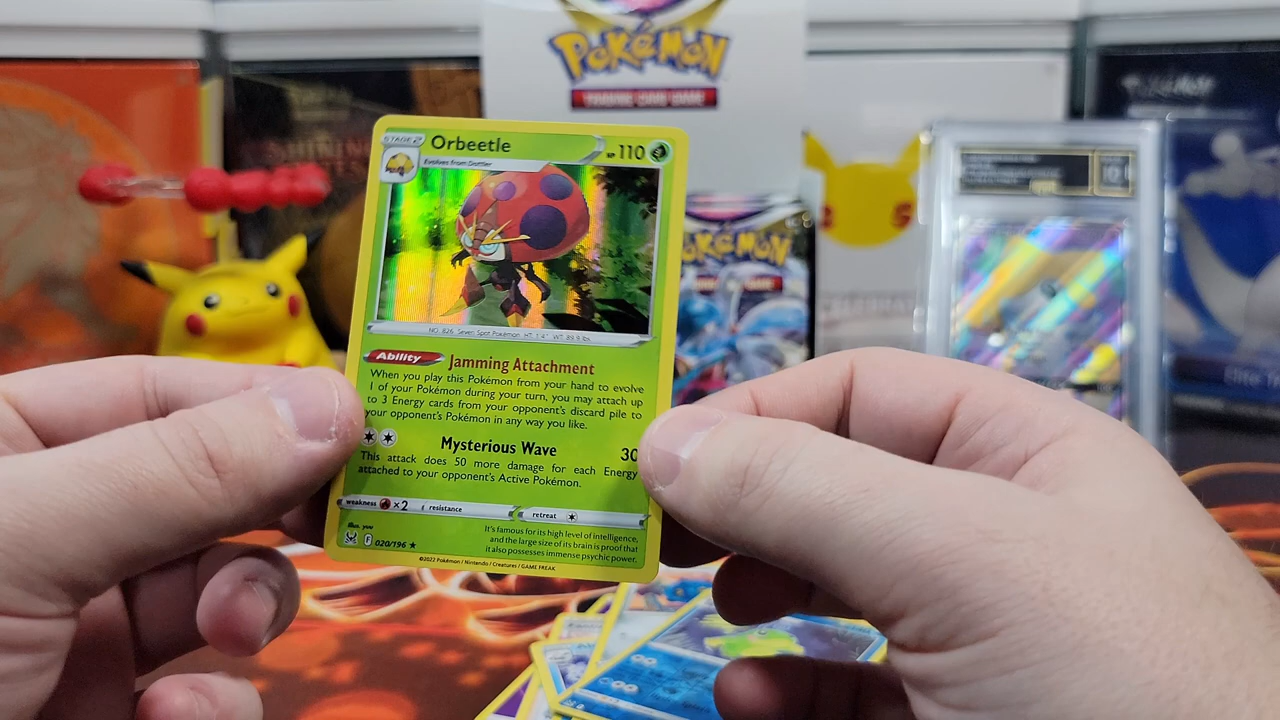 POKÉMON
TRADING CARD GAME
STAGE 2
Orbeetle
HP 110
Evolves from Dottler
POKÉMON
NO. 826 Seven Spot Pokémon HT: 1'4" WT: 89.9 lbs.
Ability Jamming Attachment
When you play this Pokémon from your hand to evolve
1 of your Pokémon during your turn, you may attach up
to 3 Energy cards from your opponent's discard pile to
your opponent's Pokémon in any way you like.
Mysterious Wave 30
This attack does 50 more damage for each Energy
attached to your opponent's Active Pokémon.
weakness ×2 resistance retreat
Illus. you
F 020/196 ★
It's famous for its high level of intelligence,
and the large size of its brain is proof that
it also possesses immense psychic power.
©2022 Pokémon / Nintendo / Creatures / GAME FREAK
SHINING
Elite